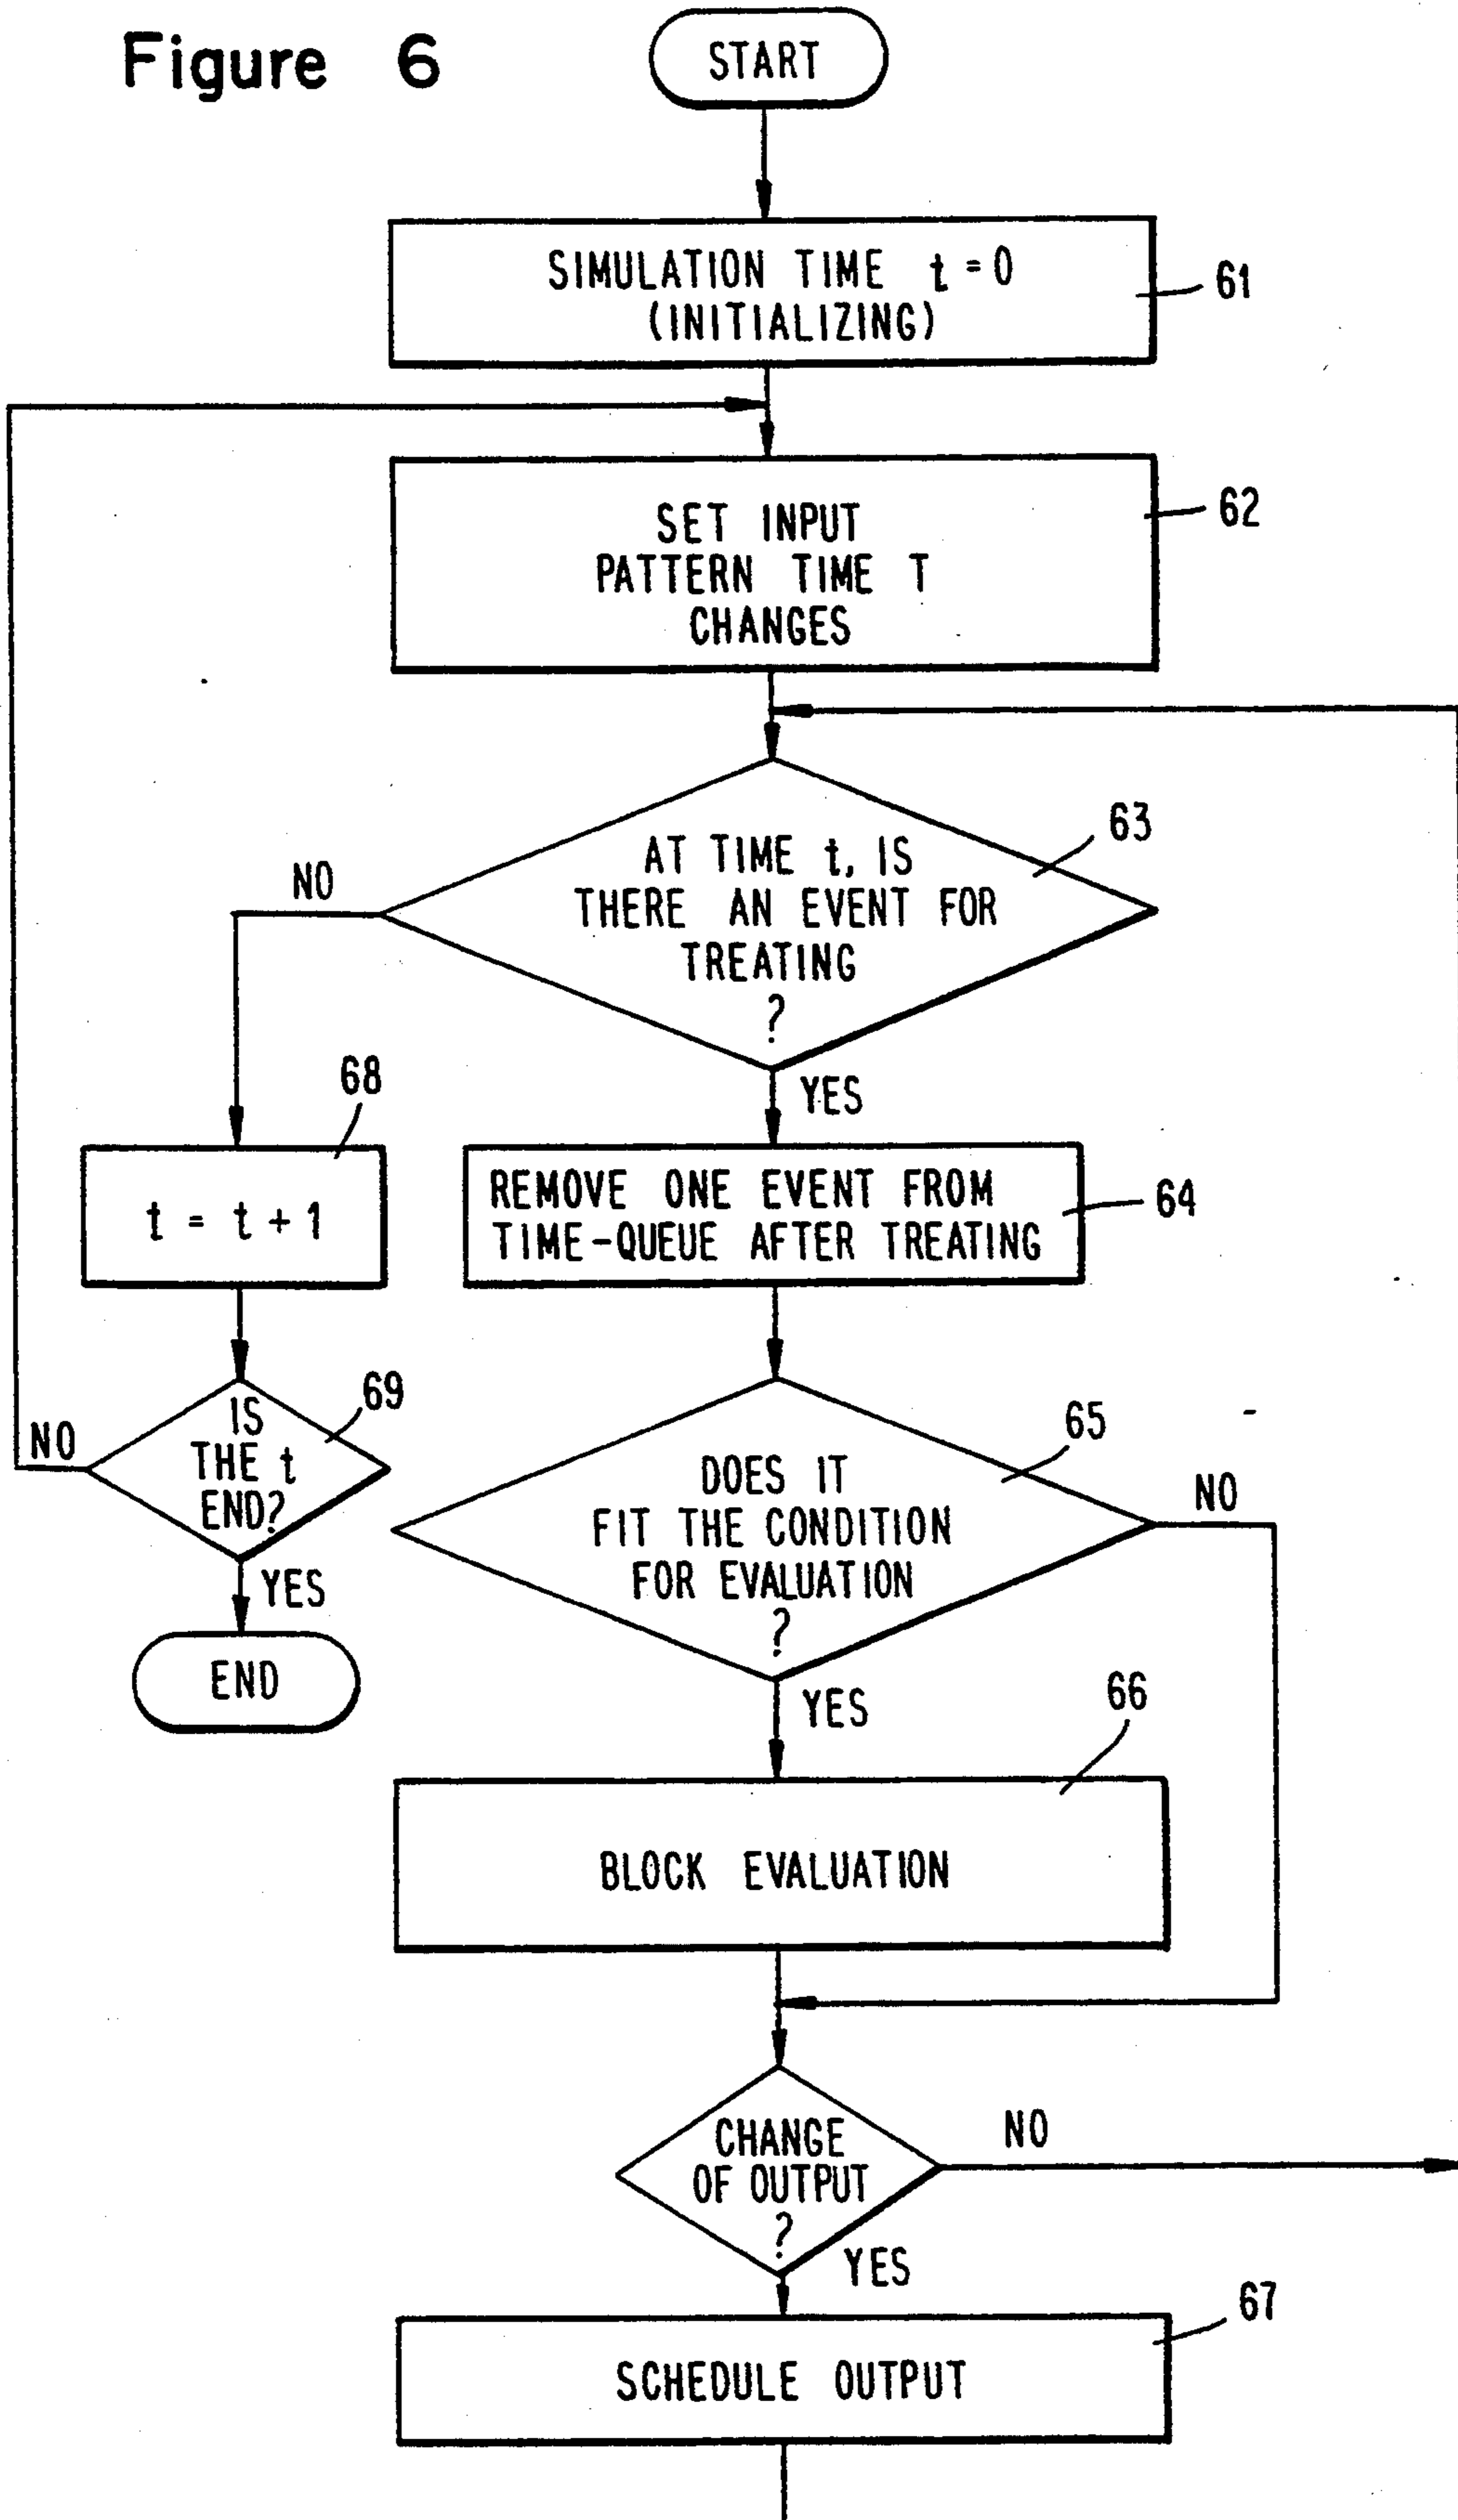 Figure 6
START
SIMULATION TIME t = 0
(INITIALIZING)
61
SET INPUT
PATTERN TIME T
CHANGES
62
AT TIME t, IS
THERE AN EVENT FOR
TREATING
?
63
NO
YES
68
t = t + 1
REMOVE ONE EVENT FROM
TIME-QUEUE AFTER TREATING
64
IS
THE t
END?
69
NO
YES
END
DOES IT
FIT THE CONDITION
FOR EVALUATION
?
65
NO
YES
66
BLOCK EVALUATION
CHANGE
OF OUTPUT
?
NO
YES
67
SCHEDULE OUTPUT